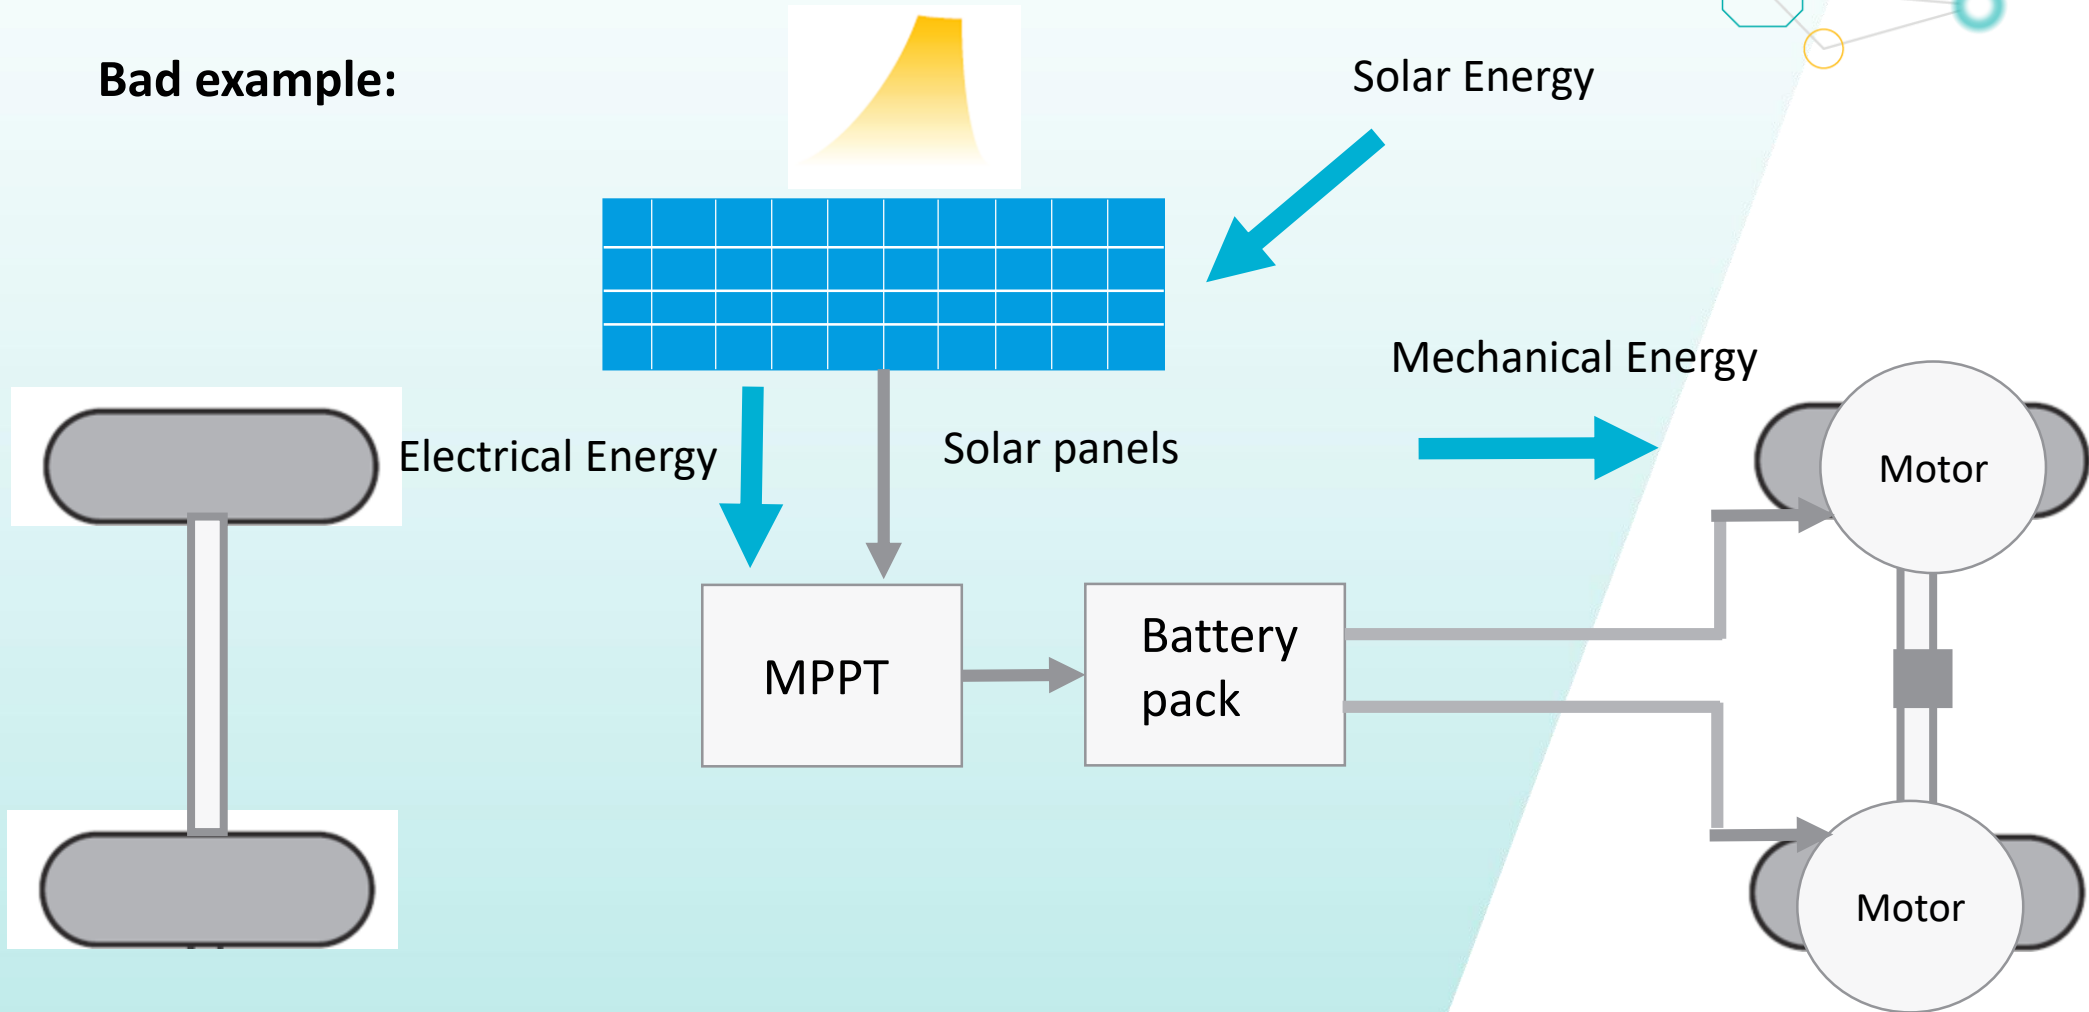 Bad example:
Solar Energy
Mechanical Energy
Electrical Energy
Solar panels
Motor
MPPT
Battery
pack
Motor